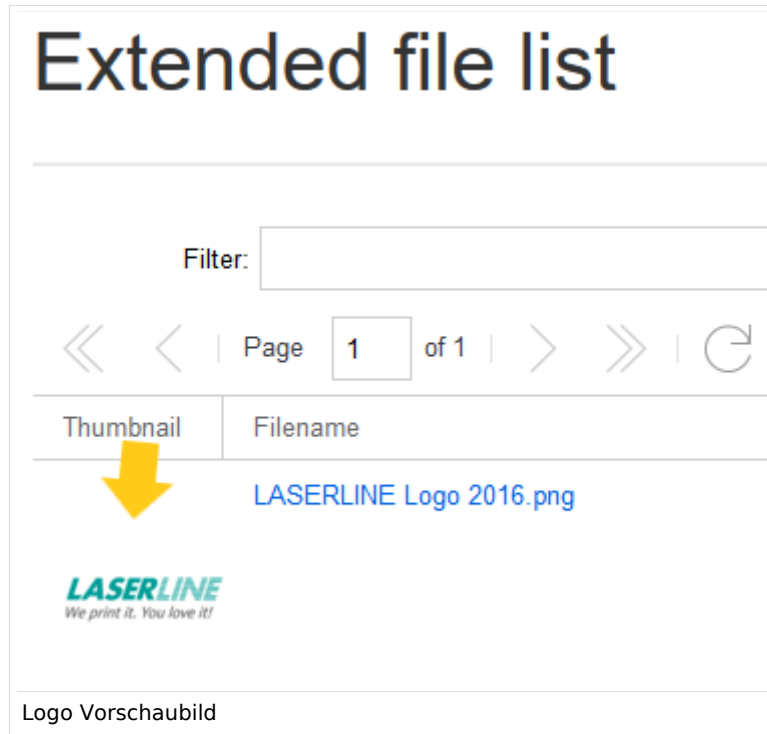 Extended file list
Filter:
Page 1 of 1
Thumbnail Filename
LASERLINE Logo 2016.png
LASERLINE
We print it. You love it!
Logo Vorschaubild